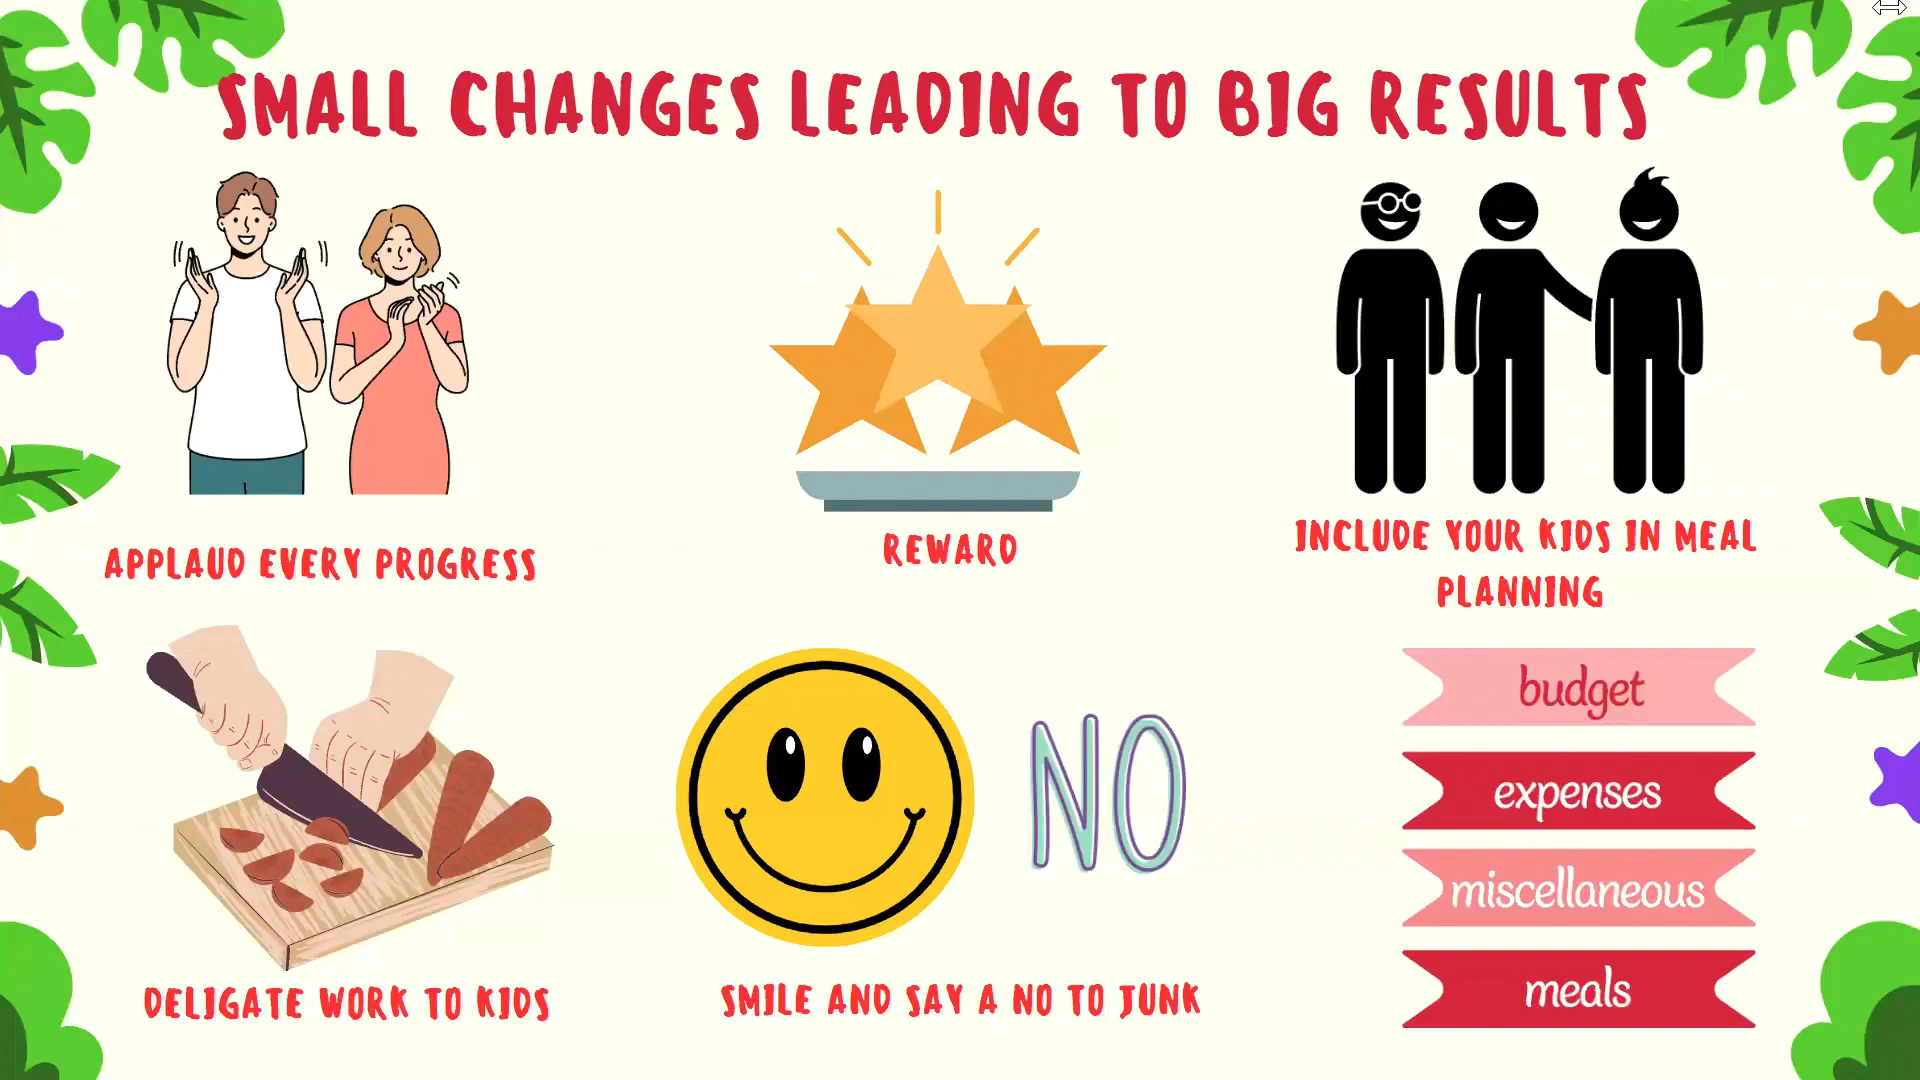 SMALL CHANGES LEADING TO BIG RESULTS
APPLAUD EVERY PROGRESS
REWARD
INCLUDE YOUR KIDS IN MEAL
PLANNING
DELIGATE WORK TO KIDS
NO
SMILE AND SAY A NO TO JUNK
budget
expenses
miscellaneous
meals